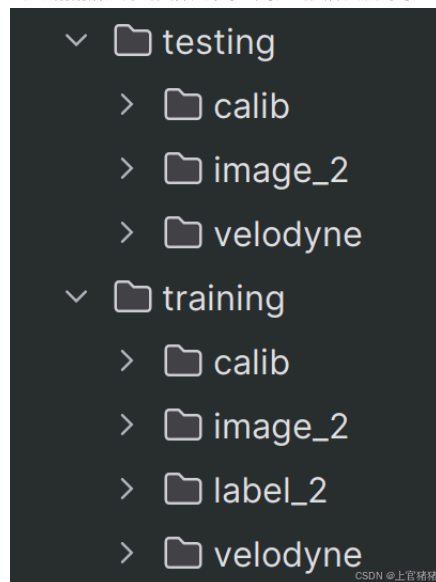 testing
calib
image_2
velodyne
training
calib
image_2
label_2
velodyne
CSDN @上官猪猪